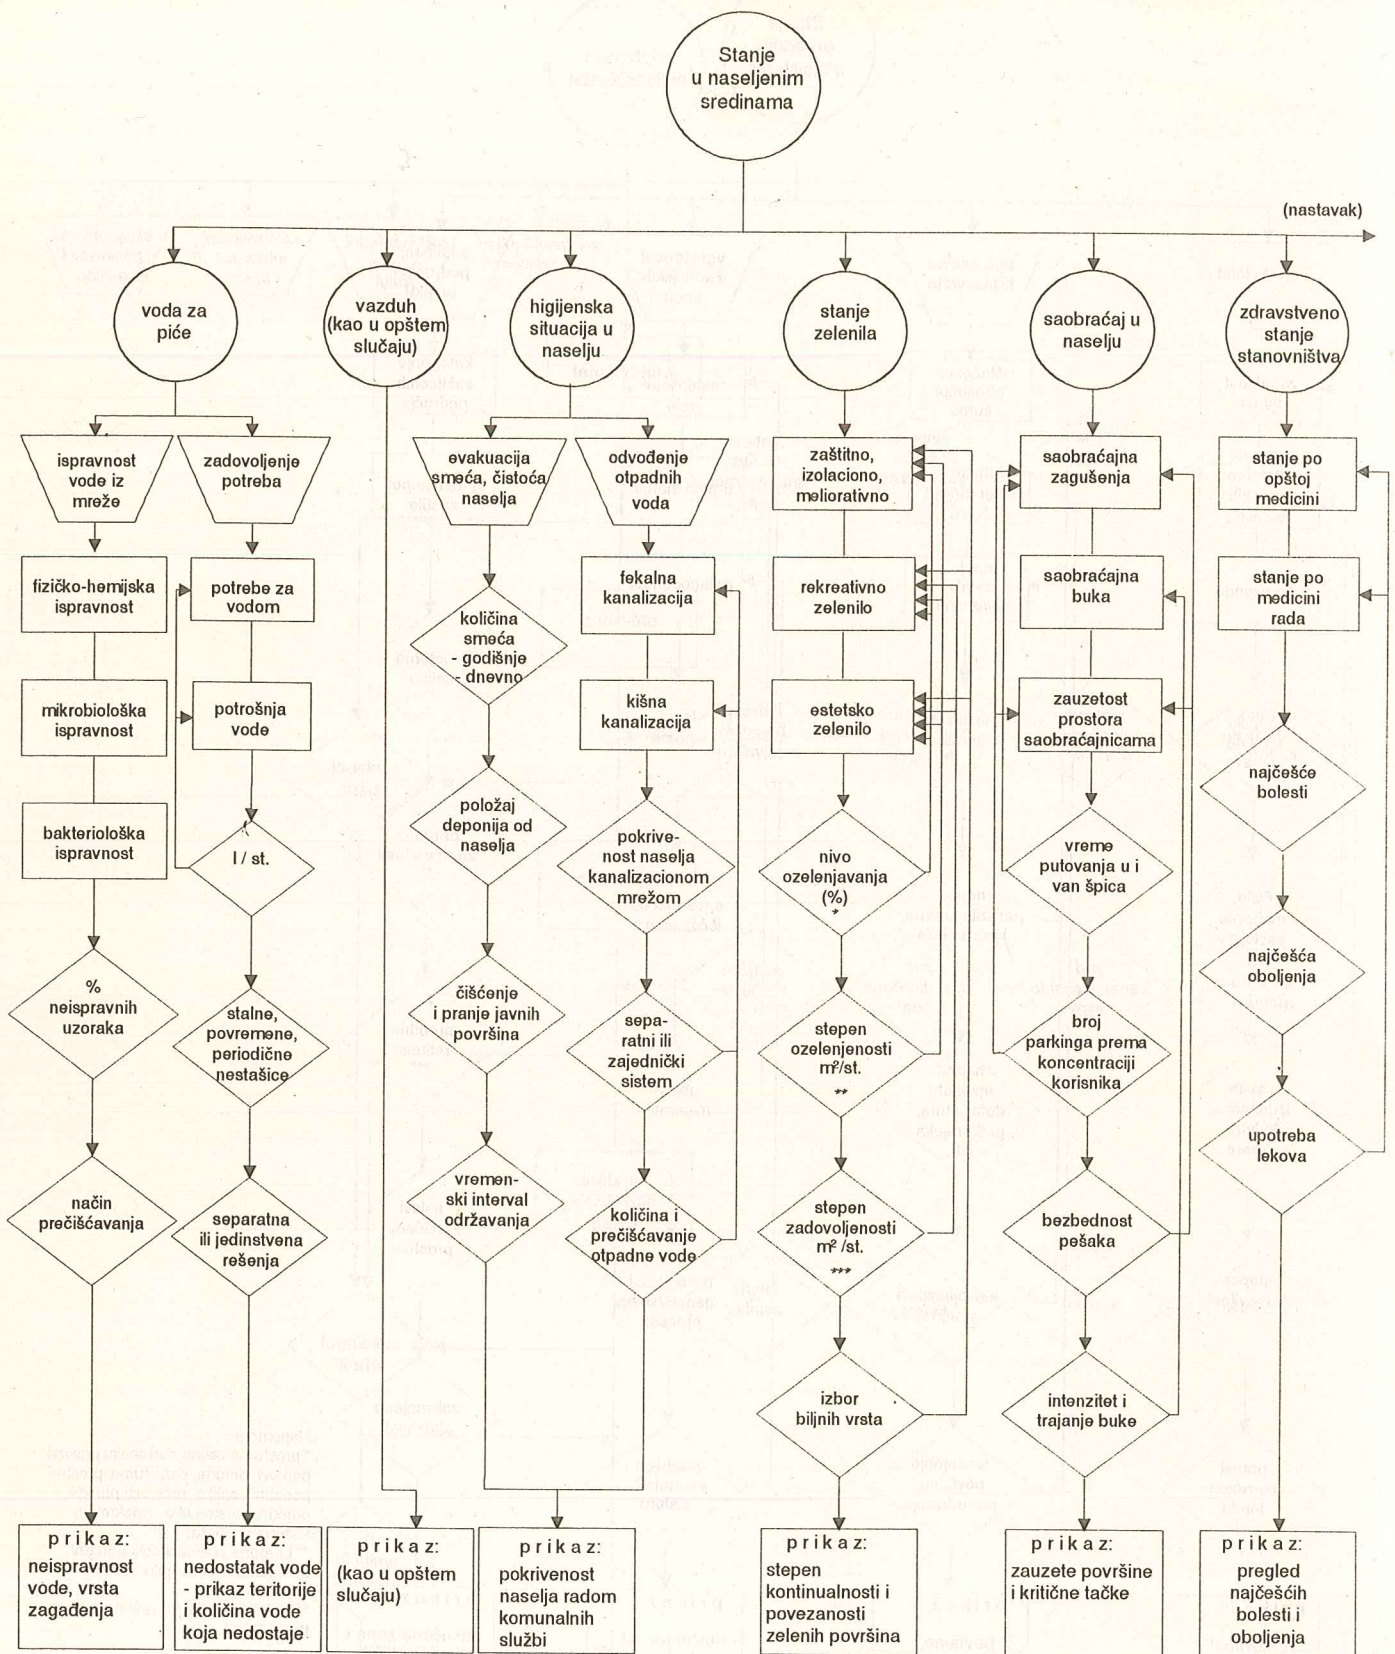 Stanje
u naseljenim
sredinama
(nastavak)
voda za
piće
vazduh
(kao u opštem
slučaju)
higijenska
situacija u
naselju
stanje
zelenila
saobraćaj u
naselju
zdravstveno
stanje
stanovništva
ispravnost
vode iz
mreže
zadovoljenje
potreba
evakuacija
smeća, čistoća
naselja
odvođenje
otpadnih
voda
zaštitno,
izolaciono,
meliorativno
saobraćajna
zagušenja
stanje po
opštoj
medicini
fizičko-hemijska
ispravnost
potrebe za
vodom
količina
smeća
- godišnje
- dnevno
fekalna
kanalizacija
rekreativno
zelenilo
saobraćajna
buka
stanje po
medicini
rada
mikrobiološka
ispravnost
potrošnja
vode
kišna
kanalizacija
estetsko
zelenilo
zauzetost
prostora
saobraćajnicama
najčešće
bolesti
bakteriološka
ispravnost
l / st.
položaj
deponija od
naselja
pokrive-
nost naselja
kanalizacionom
mrežom
nivo
ozelenjavanja
(%)
*
vreme
putovanja u i
van špica
najčešća
oboljenja
%
neispravnih
uzoraka
stalne,
povremene,
periodične
nestašice
čišćenje
i pranje javnih
površina
sepa-
ratni ili
zajednički
sistem
stepen
ozelenjenosti
m²/st.
**
broj
parkinga prema
koncentraciji
korisnika
upotreba
lekova
način
prečišćavanja
separatna
ili jedinstvena
rešenja
vremen-
ski interval
održavanja
količina i
prečišćavanje
otpadne vode
stepen
zadovoljenosti
m² /st.
***
bezbednost
pešaka
izbor
biljnih vrsta
intenzitet i
trajanje buke
prikaz:
neispravnost
vode, vrsta
zagađenja
prikaz:
nedostatak vode
- prikaz teritorije
i količina vode
koja nedostaje
prikaz:
(kao u opštem
slučaju)
prikaz:
pokrivenost
naselja radom
komunalnih
službi
prikaz:
stepen
kontinualnosti i
povezanosti
zelenih površina
prikaz:
zauzete površine
i kritične tačke
prikaz:
pregled
najčešćih
bolesti i
oboljenja